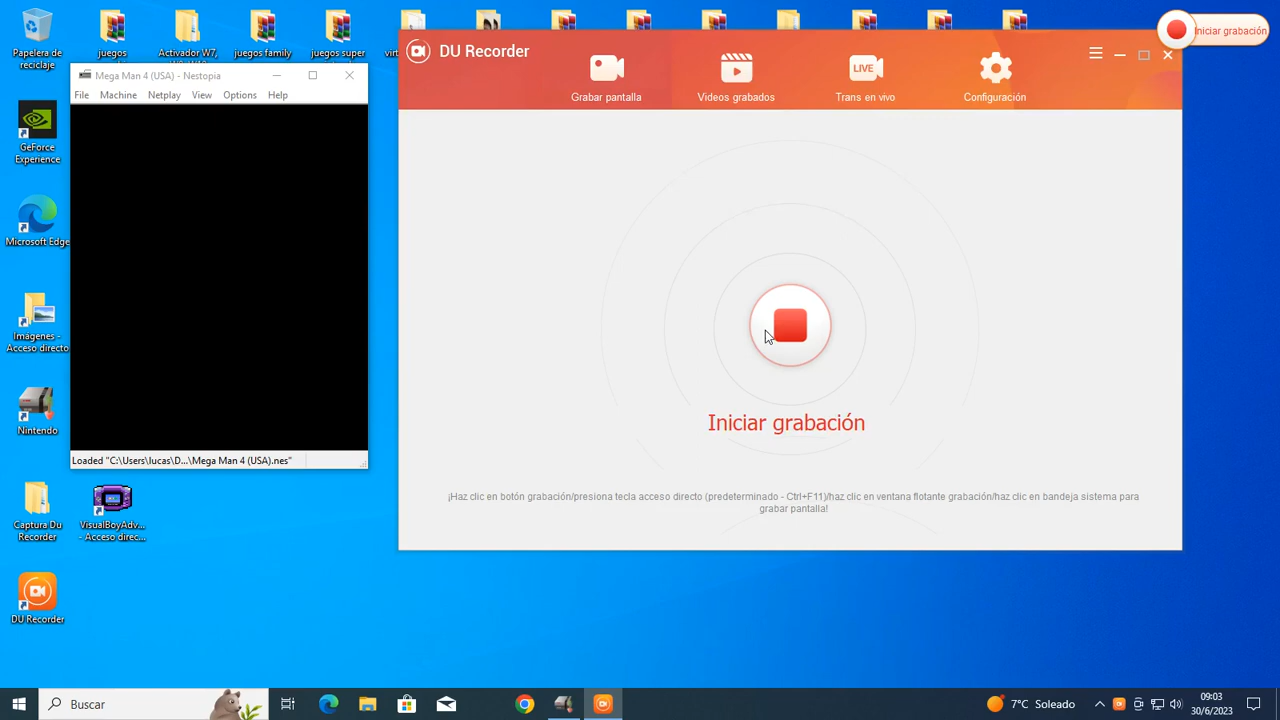 Papelera de
reciclaje
juegos
Activador W7,
juegos family
juegos super
Mega Man 4 (USA) - Nestopia
File Machine Netplay View Options Help
Loaded "C:\Users\lucas\D...\Mega Man 4 (USA).nes"
GeForce
Experience
Microsoft Edge
Imagenes -
Acceso directo
Nintendo
Captura Du
Recorder
VisualBoyAdv...
- Acceso direc...
DU Recorder
DU Recorder
Grabar pantalla
Videos grabados
LIVE
Trans en vivo
Configuración
Iniciar grabación
Iniciar grabación
¡Haz clic en botón grabación/presiona tecla acceso directo (predeterminado - Ctrl+F11)/haz clic en ventana flotante grabación/haz clic en bandeja sistema para
grabar pantalla!
Buscar
7°C Soleado
09:03
30/6/2023